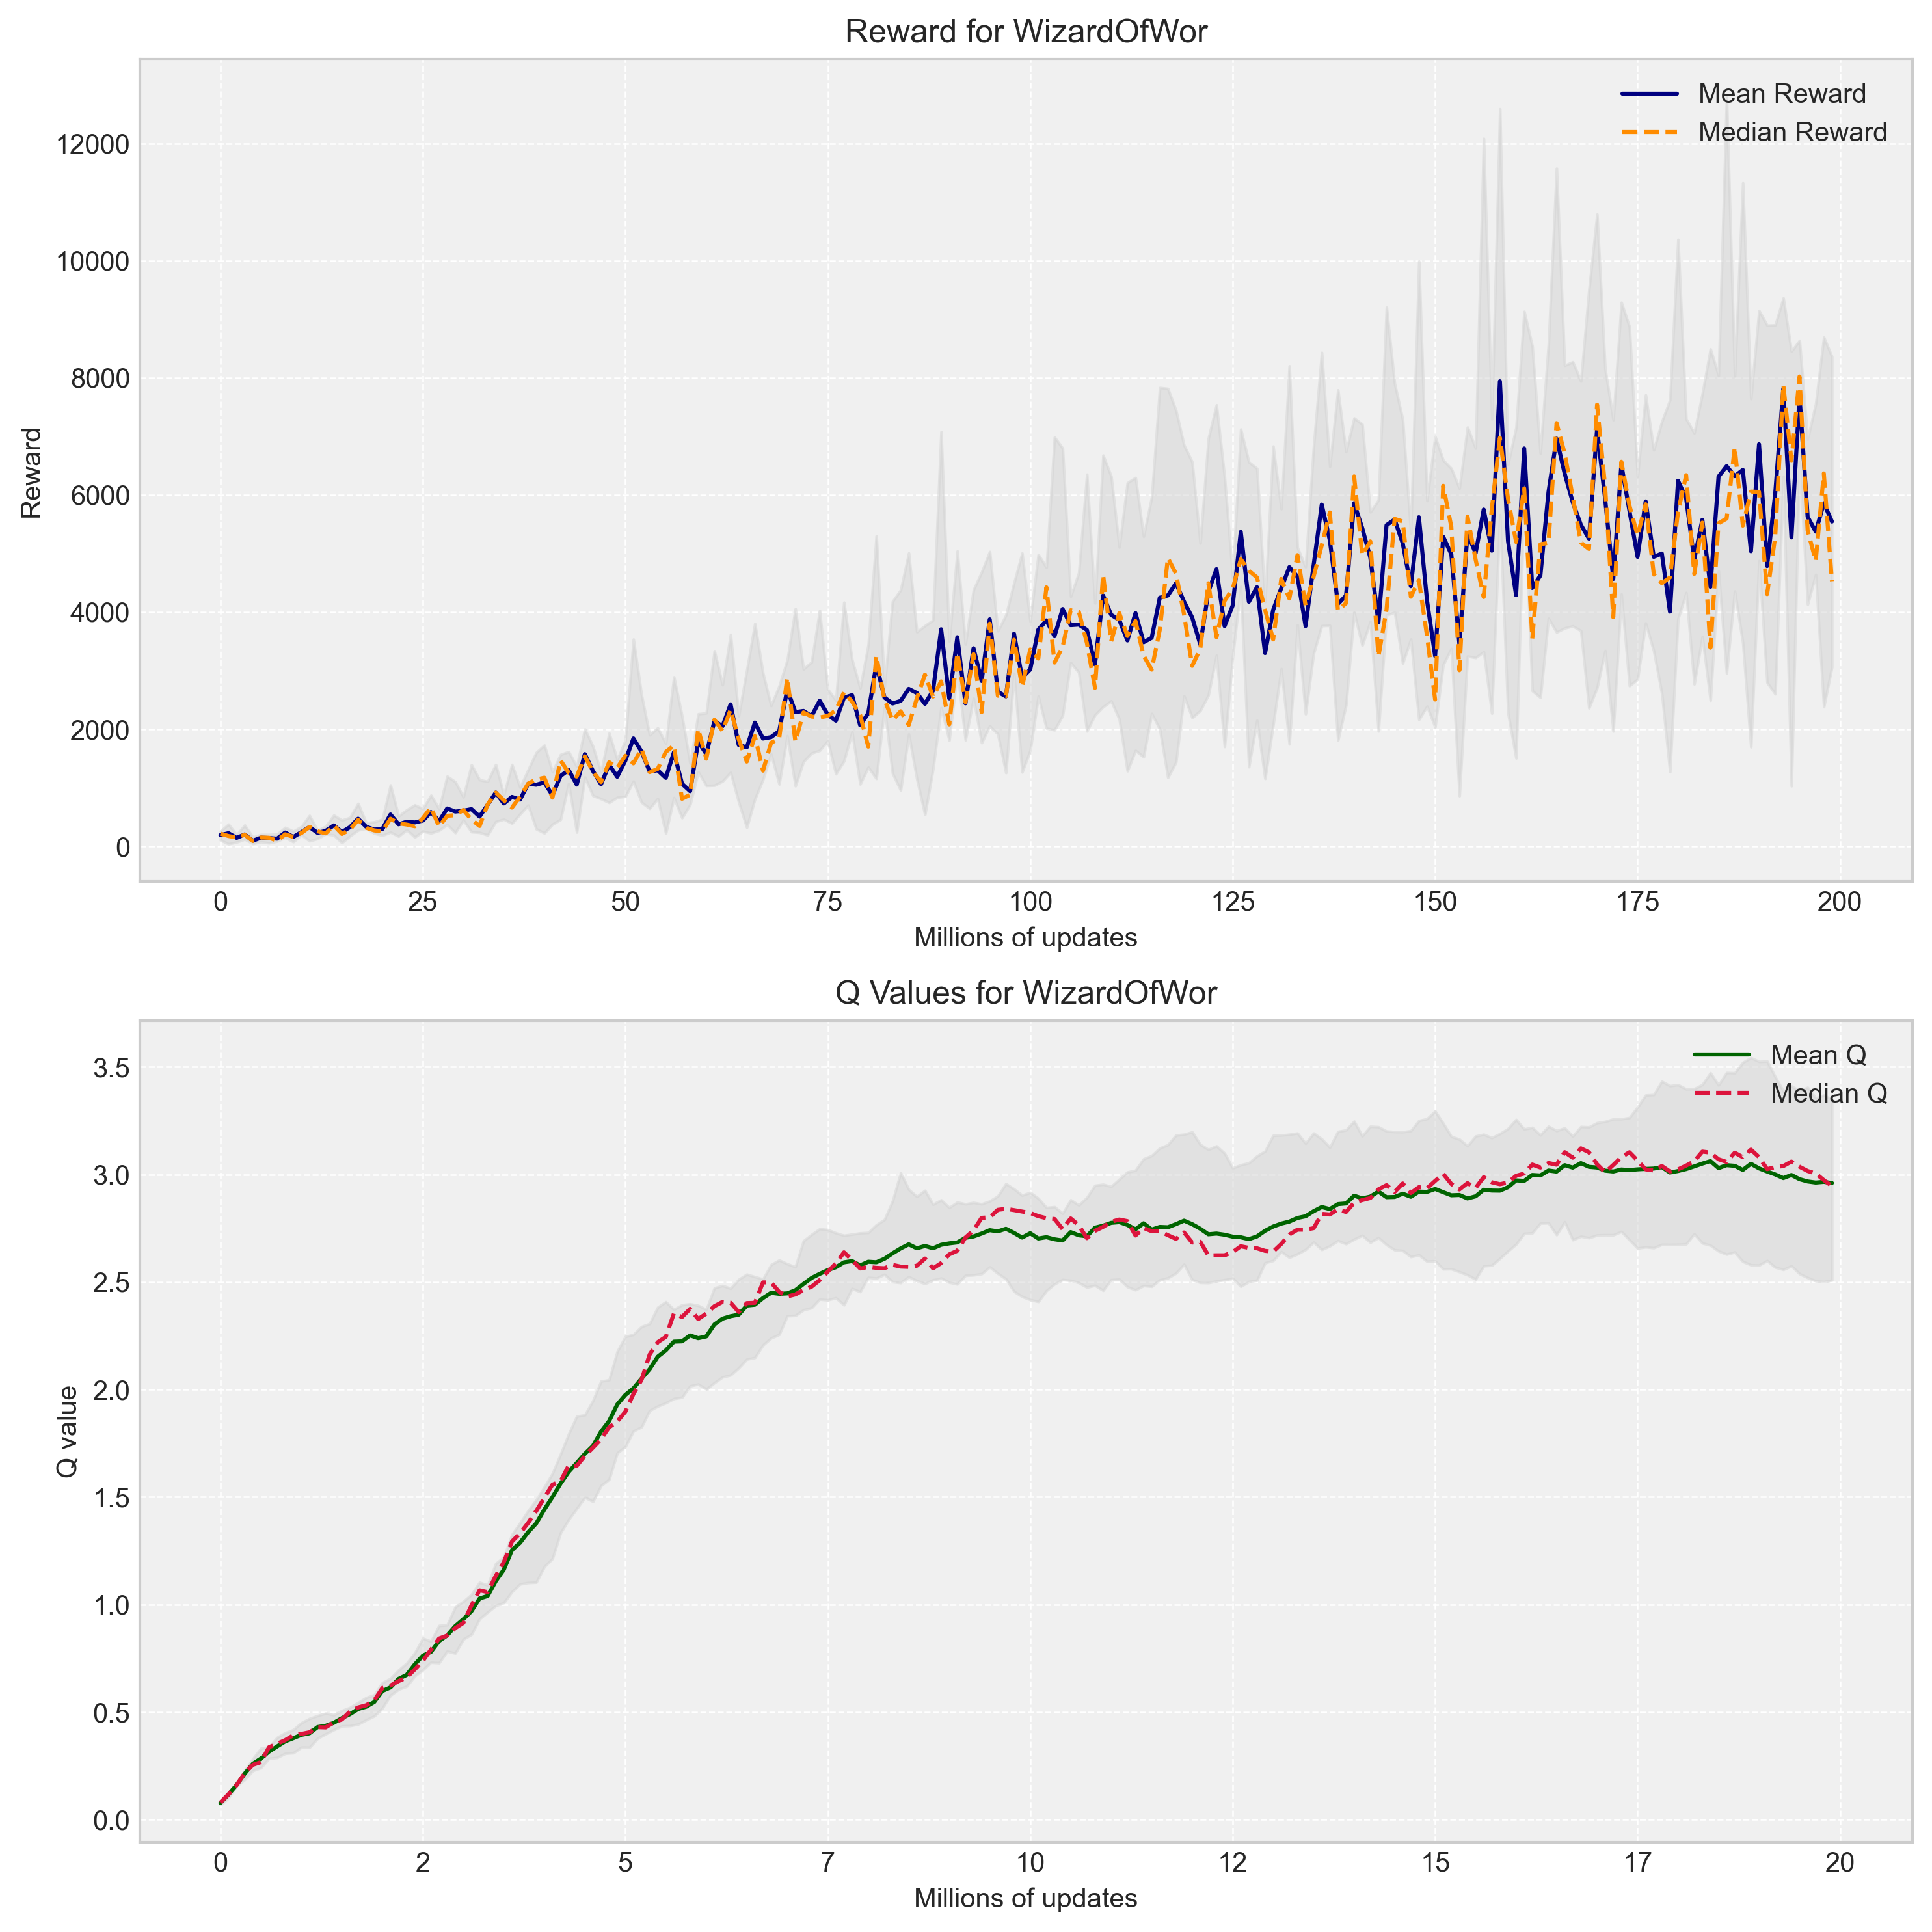 Reward for WizardOfWor
Mean Reward
Median Reward
12000
10000
8000
6000
4000
2000
0
Reward
0 25 50 75 100 125 150 175 200
Millions of updates
Q Values for WizardOfWor
Mean Q
Median Q
3.5
3.0
2.5
2.0
1.5
1.0
0.5
0.0
Q value
0 2 5 7 10 12 15 17 20
Millions of updates